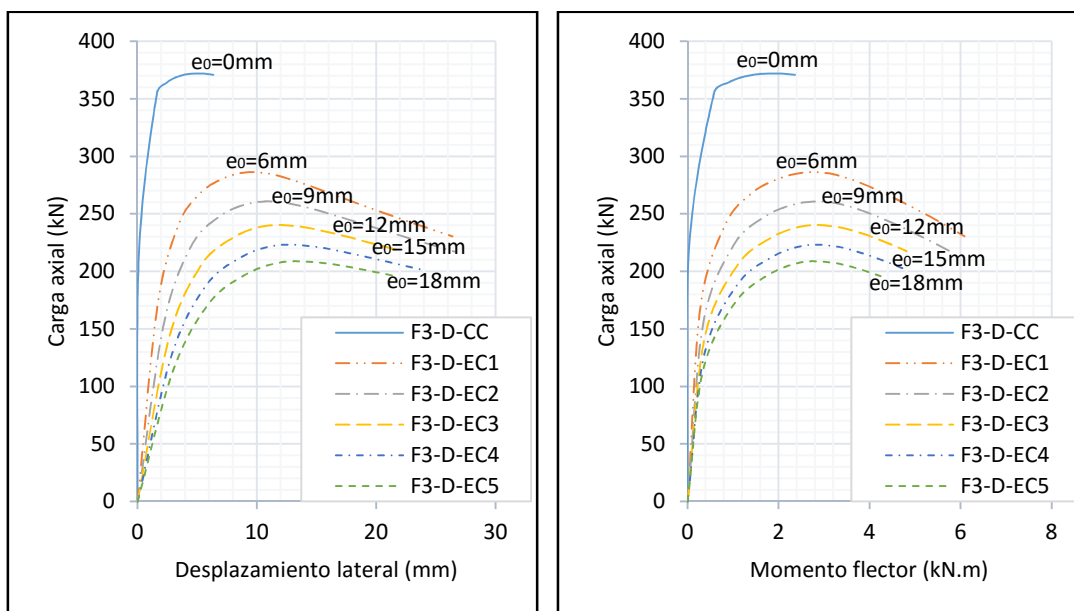 400
350
300
250
200
150
100
50
0
Carga axial (kN)
e0=0mm
e0=6mm
e0=9mm
e0=12mm
e0=15mm
e0=18mm
F3-D-CC
F3-D-EC1
F3-D-EC2
F3-D-EC3
F3-D-EC4
F3-D-EC5
0 10 20 30
Desplazamiento lateral (mm)
400
350
300
250
200
150
100
50
0
Carga axial (kN)
e0=0mm
e0=6mm
e0=9mm
e0=12mm
e0=15mm
e0=18mm
F3-D-CC
F3-D-EC1
F3-D-EC2
F3-D-EC3
F3-D-EC4
F3-D-EC5
0 2 4 6 8
Momento flector (kN.m)